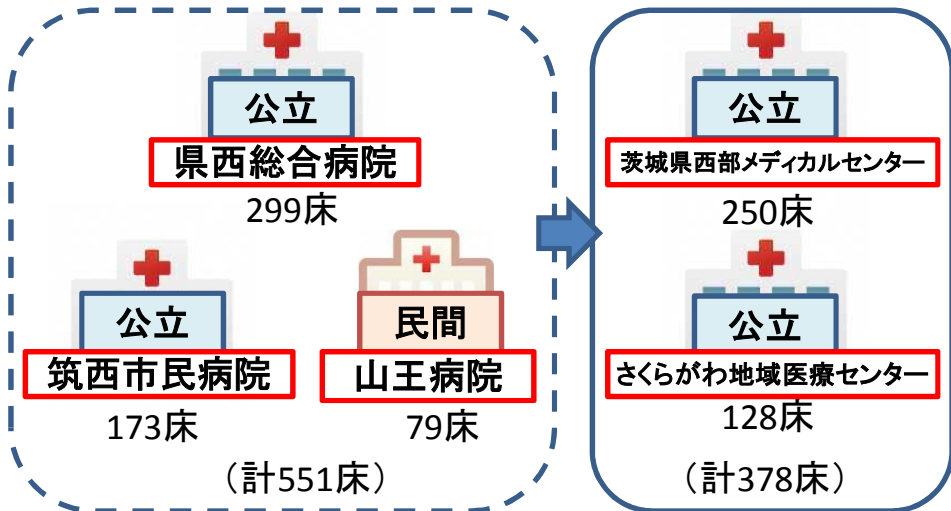 公立
県西総合病院
299床
公立
筑西市民病院
173床
民間
山王病院
79床
（計551床）
公立
茨城県西部メディカルセンター
250床
公立
さくらがわ地域医療センター
128床
（計378床）